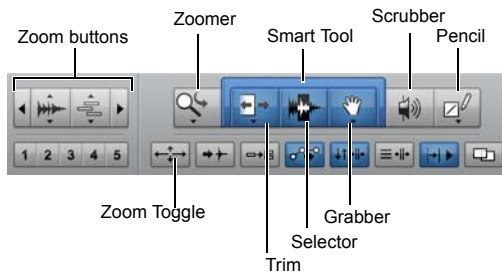 Zoomer
Scrubber
Zoom buttons
Smart Tool
Pencil
1 2 3 4 5
Zoom Toggle
Grabber
Selector
Trim